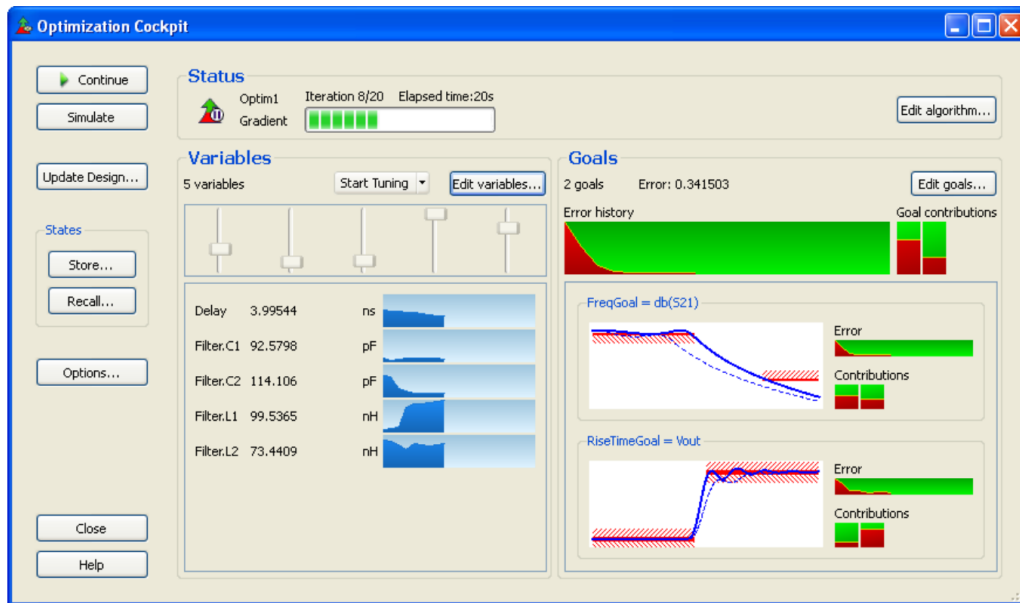 Optimization Cockpit
Continue
Simulate
Update Design...
States
Store...
Recall...
Options...
Close
Help
Status
Optim1 Iteration 8/20 Elapsed time:20s
Gradient
Edit algorithm...
Variables
5 variables Start Tuning Edit variables...
Delay 3.99544 ns
Filter.C1 92.5798 pF
Filter.C2 114.106 pF
Filter.L1 99.5365 nH
Filter.L2 73.4409 nH
Goals
2 goals Error: 0.341503 Edit goals...
Error history Goal contributions
FreqGoal = db(S21)
Error
Contributions
RiseTimeGoal = Vout
Error
Contributions